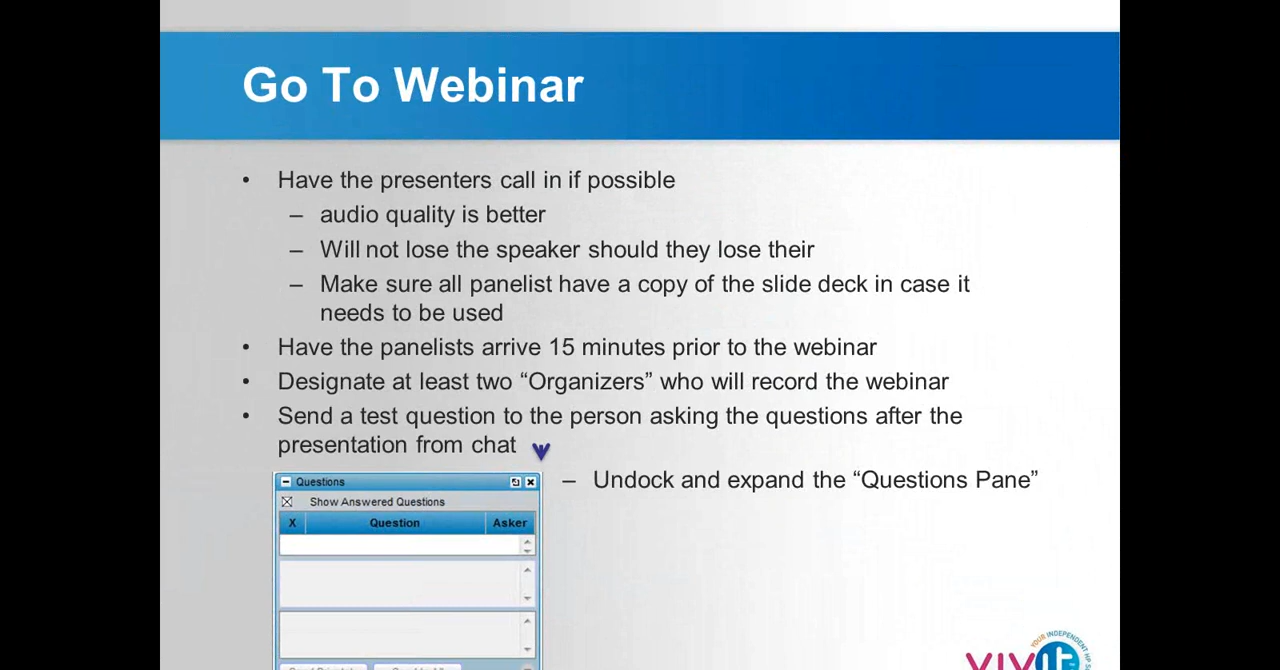 Go To Webinar
• Have the presenters call in if possible
– audio quality is better
– Will not lose the speaker should they lose their
– Make sure all panelist have a copy of the slide deck in case it
needs to be used
• Have the panelists arrive 15 minutes prior to the webinar
• Designate at least two “Organizers” who will record the webinar
• Send a test question to the person asking the questions after the
presentation from chat
– Undock and expand the “Questions Pane”
Questions
Show Answered Questions
X Question Asker
YOUR INDEPENDENT HP